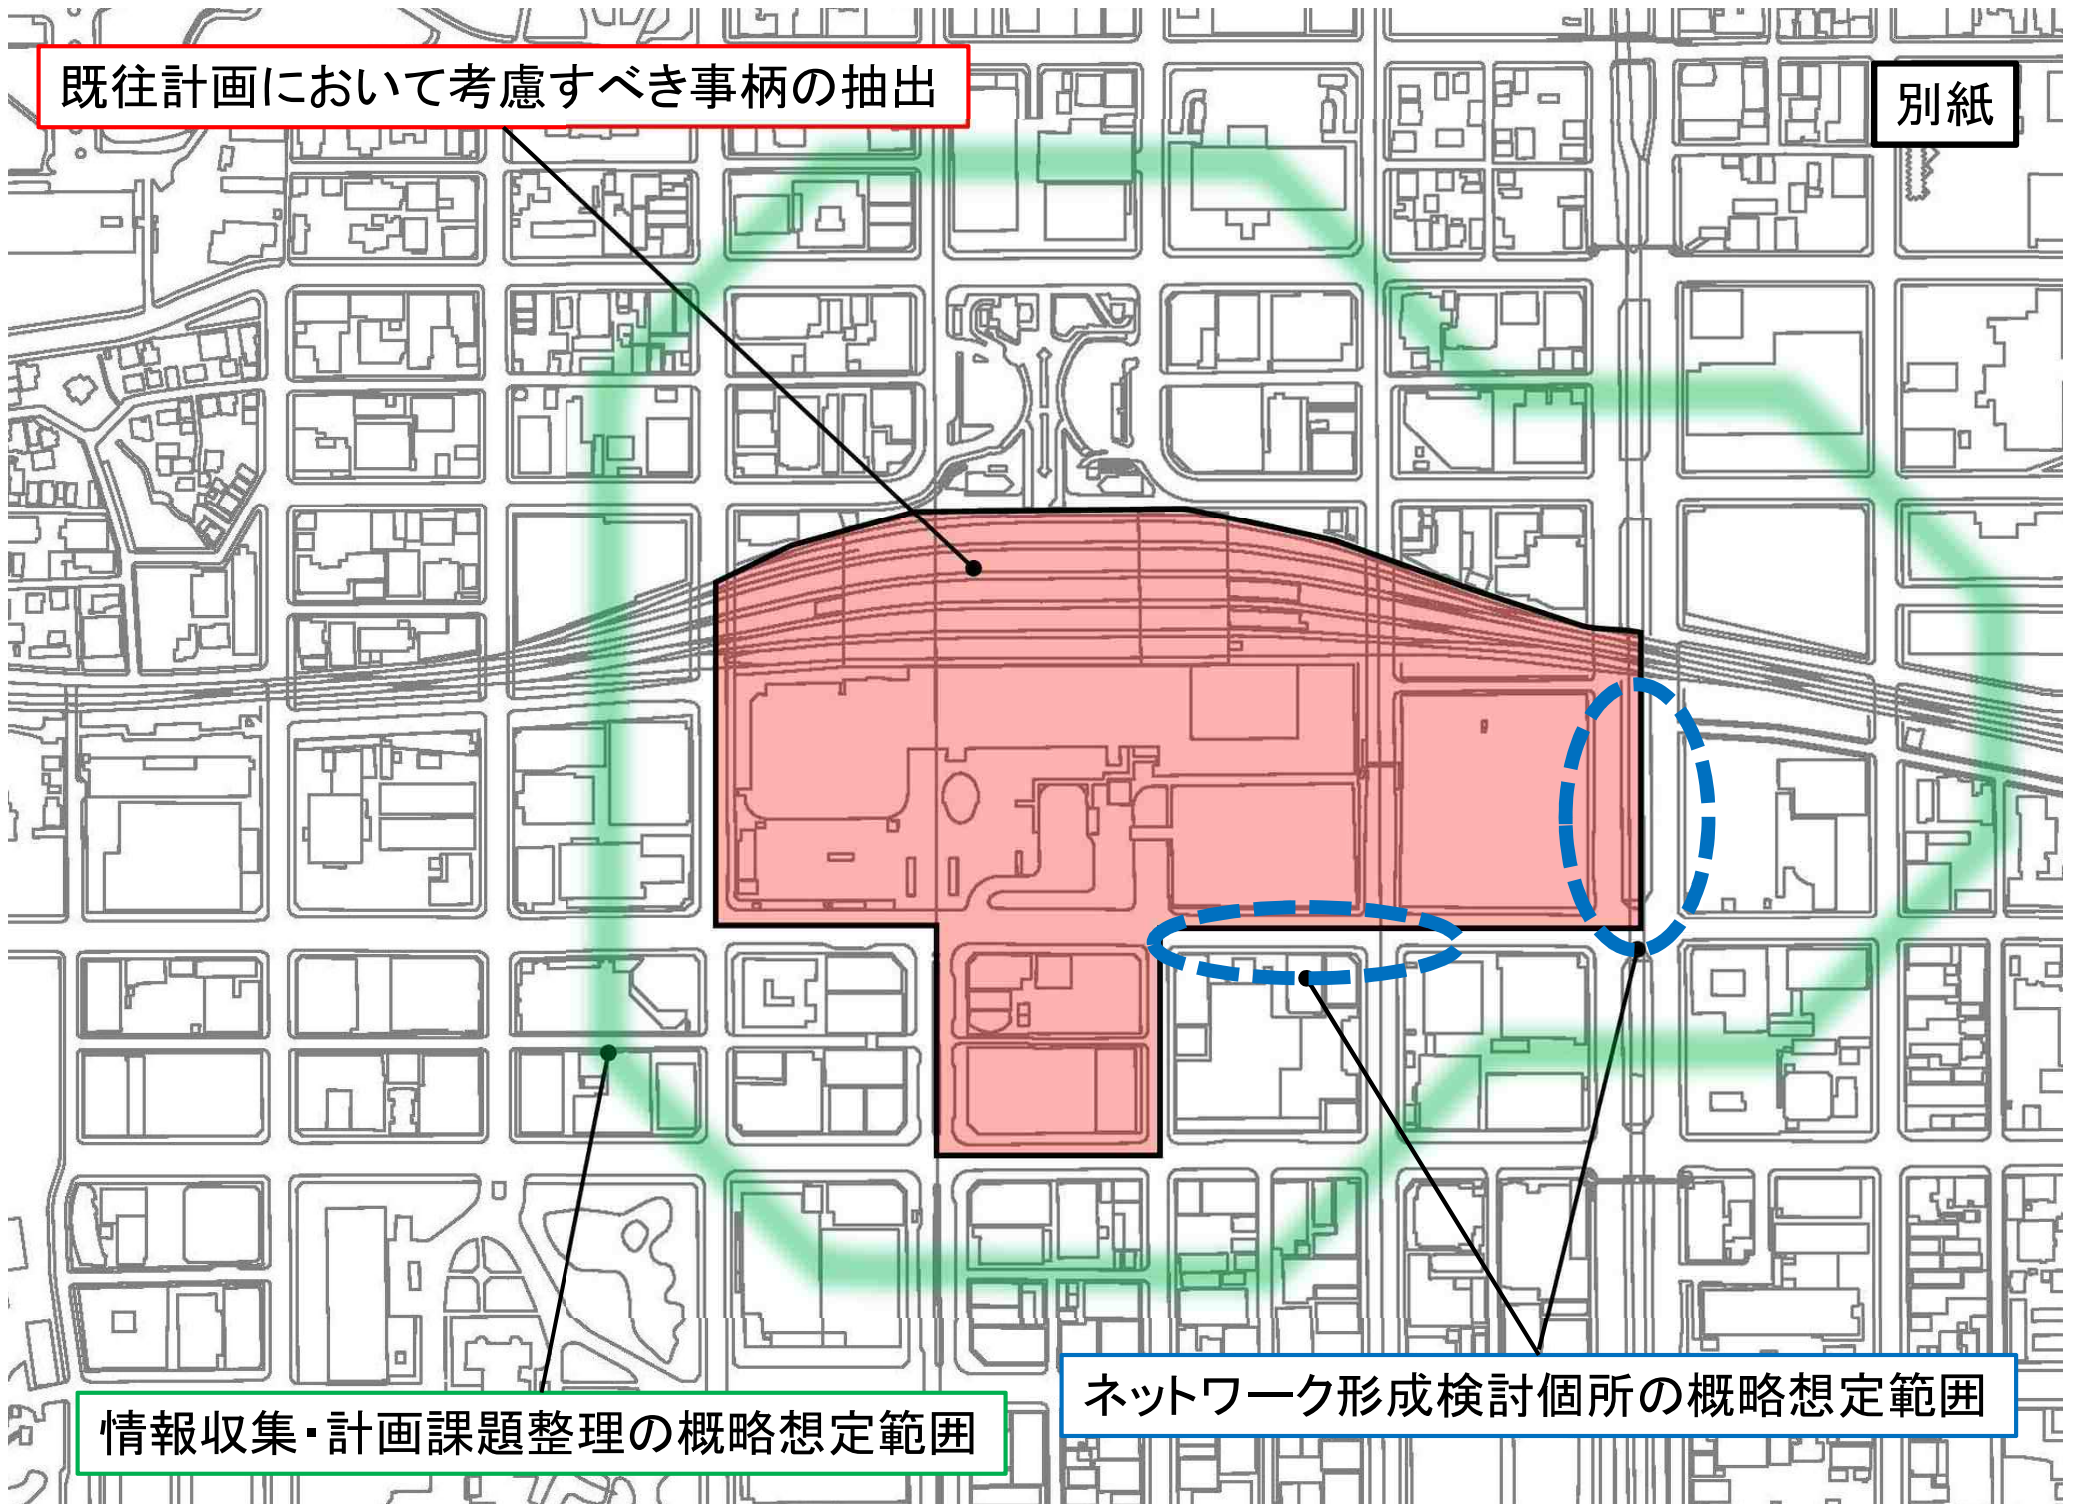 既往計画において考慮すべき事柄の抽出
別紙
ネットワーク形成検討個所の概略想定範囲
情報収集・計画課題整理の概略想定範囲